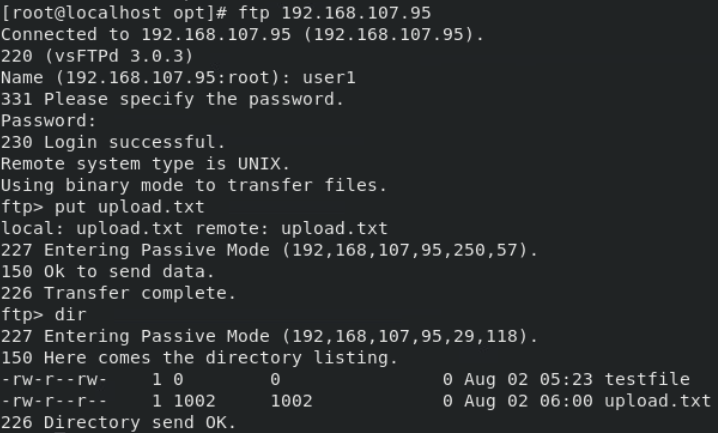 [root@localhost opt]# ftp 192.168.107.95
Connected to 192.168.107.95 (192.168.107.95).
220 (vsFTPd 3.0.3)
Name (192.168.107.95:root): user1
331 Please specify the password.
Password:
230 Login successful.
Remote system type is UNIX.
Using binary mode to transfer files.
ftp> put upload.txt
local: upload.txt remote: upload.txt
227 Entering Passive Mode (192,168,107,95,250,57).
150 Ok to send data.
226 Transfer complete.
ftp> dir
227 Entering Passive Mode (192,168,107,95,29,118).
150 Here comes the directory listing.
-rw-r--rw-    1 0        0               0 Aug 02 05:23 testfile
-rw-r--r--    1 1002     1002            0 Aug 02 06:00 upload.txt
226 Directory send OK.